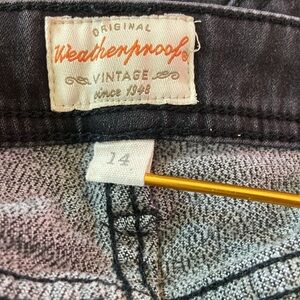 ORIGINAL
Weatherproof®
VINTAGE
since 1948
14